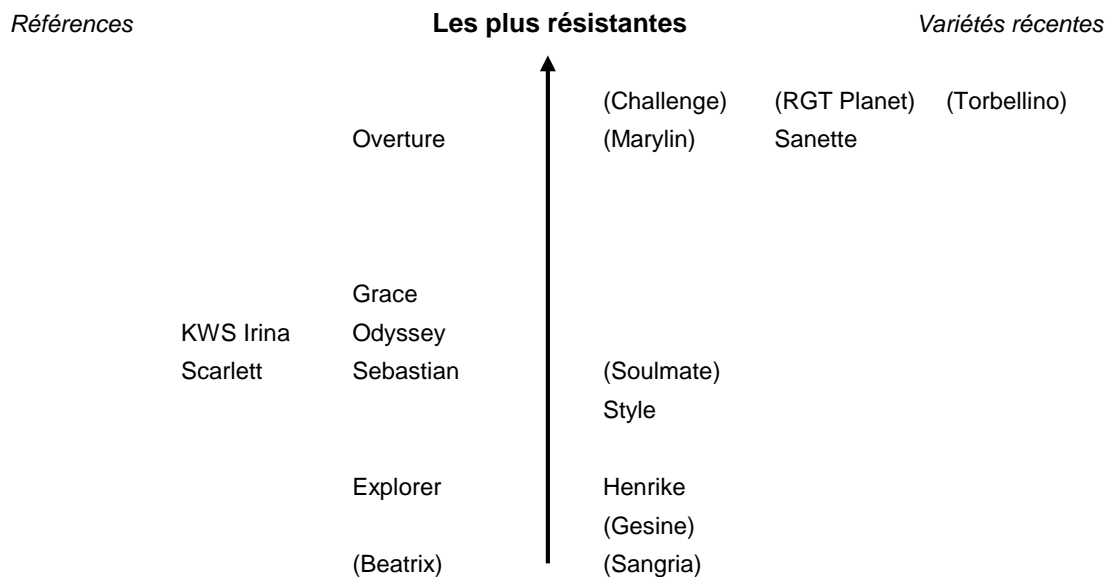 Références Les plus résistantes Variétés récentes
(Challenge) (RGT Planet) (Torbellino)
Overture (Marylin) Sanette
Grace
KWS Irina Odyssey
Scarlett Sebastian (Soulmate)
Style
Explorer Henrike
(Gesine)
(Beatrix) (Sangria)